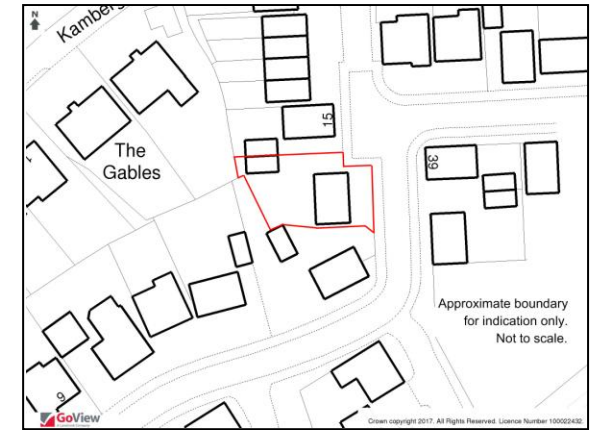 N
Kamberg
15
The
Gables
39
Approximate boundary
for indication only.
Not to scale.
9
GoView
Crown copyright 2017. All Rights Reserved. Licence Number 100022432.